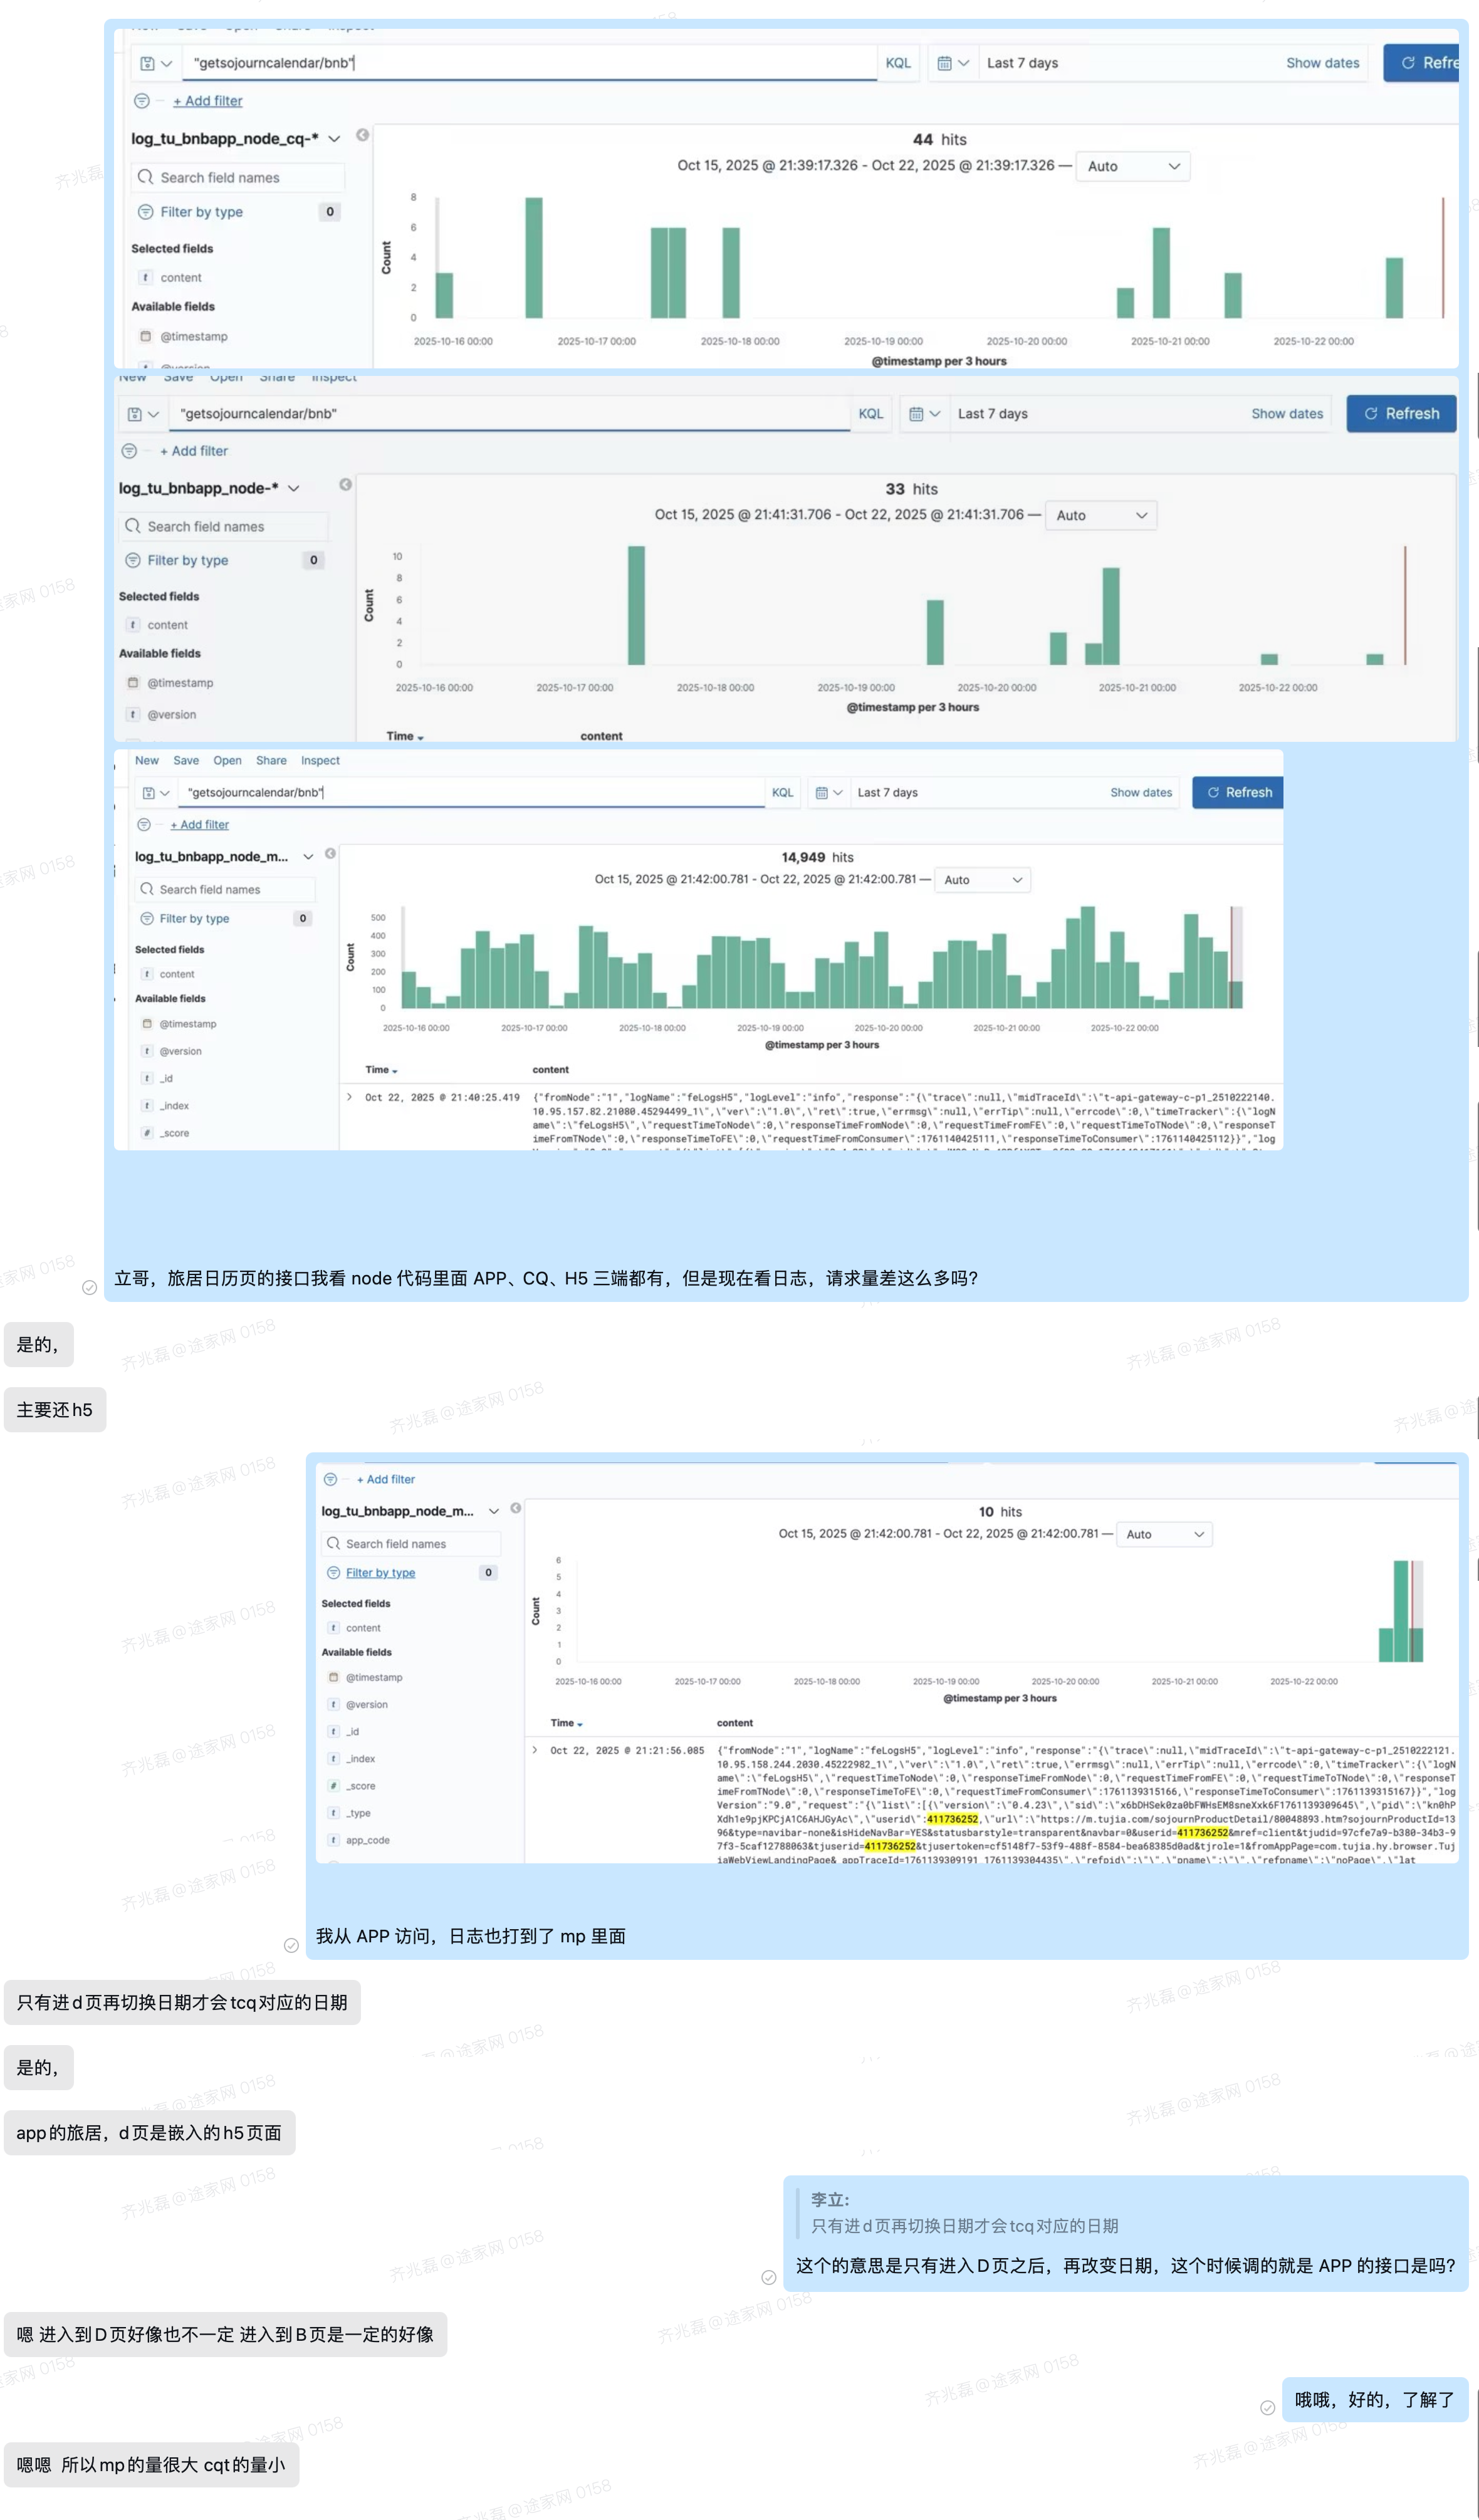 New Save Open Share Inspect
"getsojourncalendar/bnb"
KQL
Last 7 days
Show dates
Refre
+ Add filter
log_tu_bnbapp_node_cq-*
44 hits
Search field names
Oct 15, 2025 @ 21:39:17.326 - Oct 22, 2025 @ 21:39:17.326 —
Auto
Filter by type
0
Selected fields
t content
Available fields
@timestamp
@version
Count
8
6
4
2
0
2025-10-16 00:00
2025-10-17 00:00
2025-10-18 00:00
2025-10-19 00:00
2025-10-20 00:00
2025-10-21 00:00
2025-10-22 00:00
@timestamp per 3 hours
New Save Open Share Inspect
"getsojourncalendar/bnb"
KQL
Last 7 days
Show dates
Refresh
+ Add filter
log_tu_bnbapp_node-*
33 hits
Search field names
Oct 15, 2025 @ 21:41:31.706 - Oct 22, 2025 @ 21:41:31.706 —
Auto
Filter by type
0
Selected fields
t content
Available fields
@timestamp
t @version
Count
10
8
6
4
2
0
2025-10-16 00:00
2025-10-17 00:00
2025-10-18 00:00
2025-10-19 00:00
2025-10-20 00:00
2025-10-21 00:00
2025-10-22 00:00
@timestamp per 3 hours
Time
content
New Save Open Share Inspect
"getsojourncalendar/bnb"
KQL
Last 7 days
Show dates
Refresh
+ Add filter
log_tu_bnbapp_node_m...
14,949 hits
Search field names
Oct 15, 2025 @ 21:42:00.781 - Oct 22, 2025 @ 21:42:00.781 —
Auto
Filter by type
0
Selected fields
t content
Available fields
@timestamp
t @version
t _id
t _index
# _score
Count
500
400
300
200
100
0
2025-10-16 00:00
2025-10-17 00:00
2025-10-18 00:00
2025-10-19 00:00
2025-10-20 00:00
2025-10-21 00:00
2025-10-22 00:00
@timestamp per 3 hours
Time
content
Oct 22, 2025 @ 21:40:25.419
{"fromNode":"1","logName":"feLogsH5","logLevel":"info","response":"{\"trace\":null,\"midTraceId\":\"t-api-gateway-c-p1_2510222140.
10.95.157.82.21080.45294499_1\",\"ver\":\"1.0\",\"ret\":true,\"errmsg\":null,\"errTip\":null,\"errcode\":0,\"timeTracker\":{\"logN
ame\":\"feLogsH5\",\"requestTimeToNode\":0,\"responseTimeFromNode\":0,\"requestTimeFromFE\":0,\"requestTimeToTNode\":0,\"responseT
imeFromTNode\":0,\"responseTimeToFE\":0,\"requestTimeFromConsumer\":1761140425111,\"responseTimeToConsumer\":1761140425112}}","log
立哥，旅居日历页的接口我看 node 代码里面 APP、CQ、H5 三端都有，但是现在看日志，请求量差这么多吗？
是的，
主要还h5
+ Add filter
log_tu_bnbapp_node_m...
10 hits
Search field names
Oct 15, 2025 @ 21:42:00.781 - Oct 22, 2025 @ 21:42:00.781 —
Auto
Filter by type
0
Selected fields
t content
Available fields
@timestamp
t @version
t _id
t _index
# _score
t _type
t app_code
Count
6
5
4
3
2
1
0
2025-10-16 00:00
2025-10-17 00:00
2025-10-18 00:00
2025-10-19 00:00
2025-10-20 00:00
2025-10-21 00:00
2025-10-22 00:00
@timestamp per 3 hours
Time
content
Oct 22, 2025 @ 21:21:56.085
{"fromNode":"1","logName":"feLogsH5","logLevel":"info","response":"{\"trace\":null,\"midTraceId\":\"t-api-gateway-c-p1_2510222121.
10.95.158.244.2030.45222982_1\",\"ver\":\"1.0\",\"ret\":true,\"errmsg\":null,\"errTip\":null,\"errcode\":0,\"timeTracker\":{\"logN
ame\":\"feLogsH5\",\"requestTimeToNode\":0,\"responseTimeFromNode\":0,\"requestTimeFromFE\":0,\"requestTimeToTNode\":0,\"responseT
imeFromTNode\":0,\"responseTimeToFE\":0,\"requestTimeFromConsumer\":1761139315166,\"responseTimeToConsumer\":1761139315167}}","log
Version":"9.0","request":"{\"list\":[{\"version\":\"0.4.23\",\"sid\":\"x6bDHSek0za0bFWHsEM8sneXxk6F1761139309645\",\"pid\":\"kn0hP
Xdh1e9pjKPCjA1C6AHJGyAc\",\"userid\":411736252,\"url\":\"https://m.tujia.com/sojournProductDetail/80048893.htm?sojournProductId=13
96&type=navibar-none&isHideNavBar=YES&statusbarstyle=transparent&navbar=0&userid=411736252&mref=client&tjudid=97cfe7a9-b380-34b3-9
7f3-5caf12788063&tjuserid=411736252&tjusertoken=cf5148f7-53f9-488f-8584-bea68385d0ad&tjrole=1&fromAppPage=com.tujia.hy.browser.Tuj
iaWebViewLandingPage&_appTraceId=1761139309191_1761139304435\",\"refpid\":\"\",\"pname\":\"\",\"refpname\":\"noPage\",\"lat
我从 APP 访问，日志也打到了 mp 里面
只有进d页再切换日期才会tcq对应的日期
是的，
app的旅居，d页是嵌入的h5页面
李立:
只有进d页再切换日期才会tcq对应的日期
这个的意思是只有进入D页之后，再改变日期，这个时候调的就是 APP 的接口是吗？
嗯 进入到D页好像也不一定 进入到B页是一定的好像
哦哦，好的，了解了
嗯嗯 所以mp的量很大 cqt的量小
齐兆磊@途家网 0158